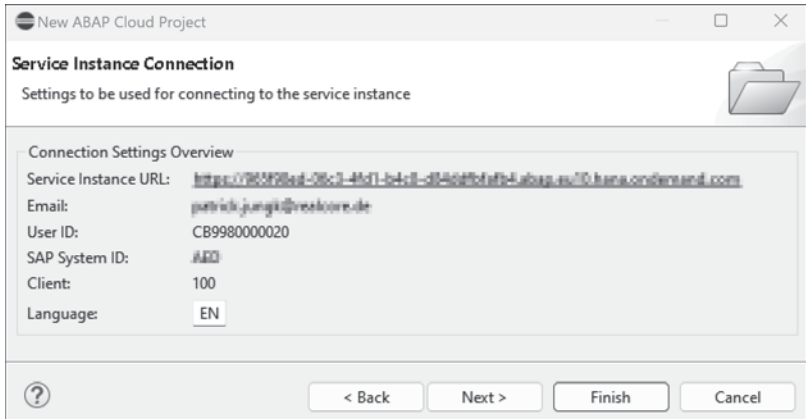 New ABAP Cloud Project
Service Instance Connection
Settings to be used for connecting to the service instance
Connection Settings Overview
Service Instance URL:
Email:
User ID: CB9980000020
SAP System ID:
Client: 100
Language: EN
?
< Back Next > Finish Cancel